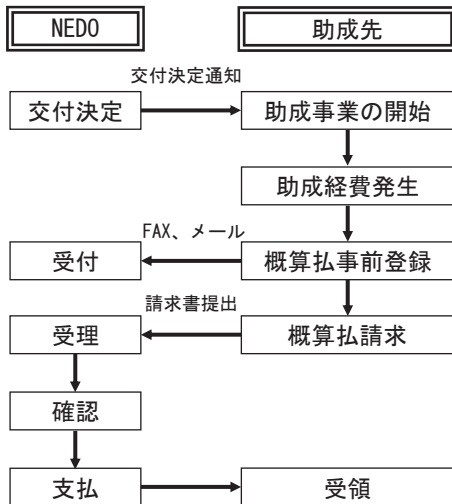 NEDO
助成先
交付決定通知
交付決定
助成事業の開始
助成経費発生
FAX、メール
受付
概算払事前登録
請求書提出
受理
概算払請求
確認
支払
受領